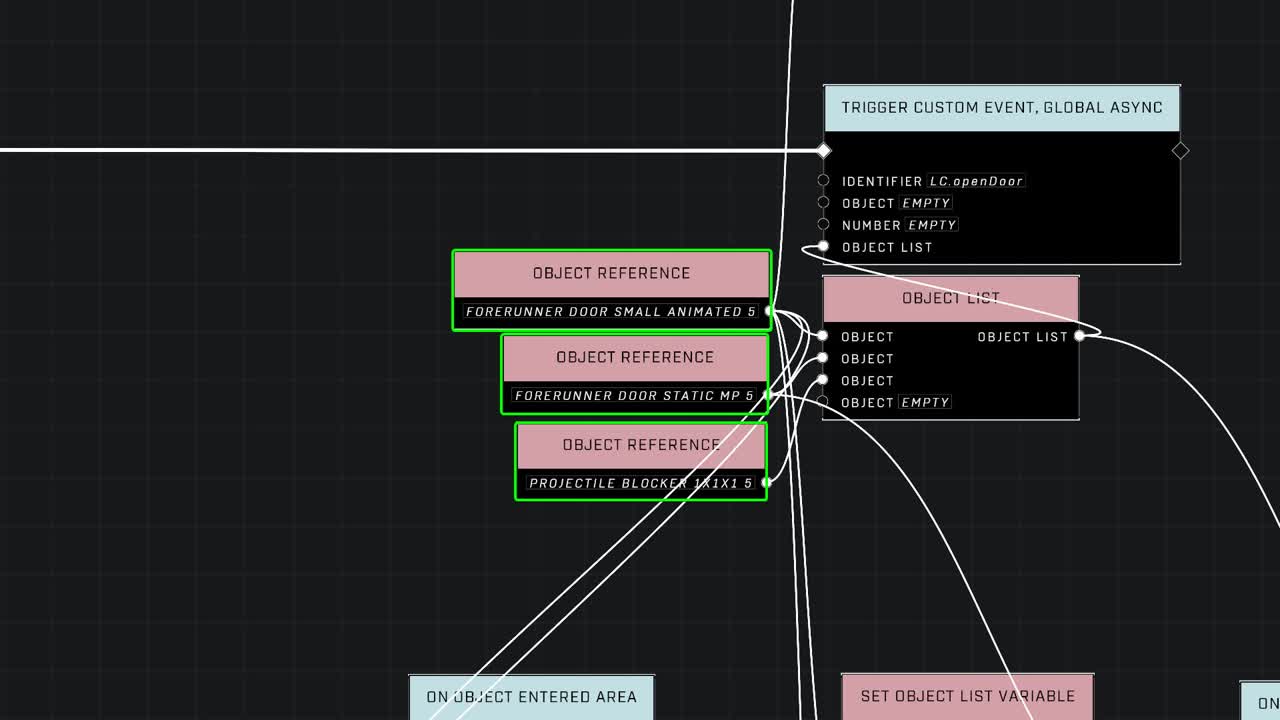 TRIGGER CUSTOM EVENT, GLOBAL ASYNC
IDENTIFIER LC.openDoor
OBJECT EMPTY
NUMBER EMPTY
OBJECT LIST
OBJECT REFERENCE
FORERUNNER DOOR SMALL ANIMATED 5
OBJECT REFERENCE
FORERUNNER DOOR STATIC MP 5
OBJECT REFERENCE
PROJECTILE BLOCKER 1X1X1 5
OBJECT LIST
OBJECT OBJECT LIST
OBJECT
OBJECT
OBJECT EMPTY
ON OBJECT ENTERED AREA
SET OBJECT LIST VARIABLE
ON